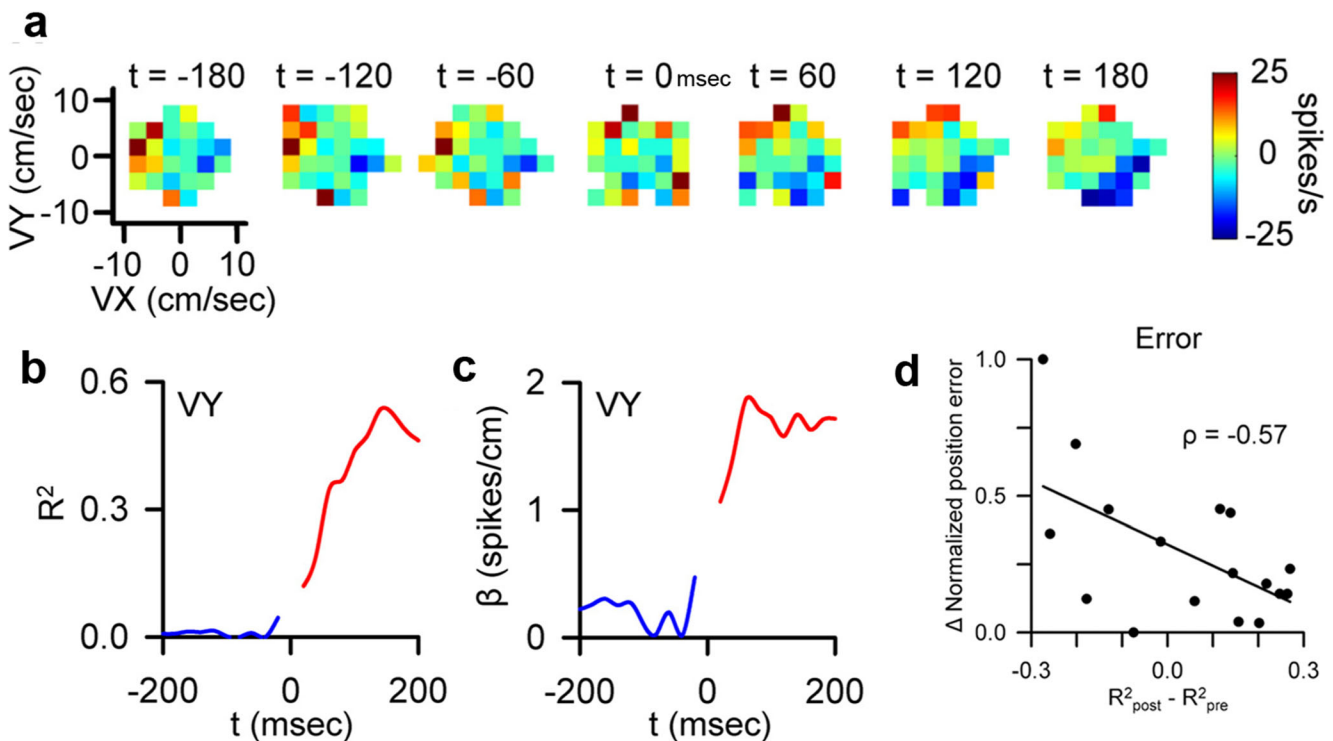 a
t = -180 t = -120 t = -60 t = 0 msec t = 60 t = 120 t = 180
VY (cm/sec)
10
0
-10
-10 0 10
VX (cm/sec)
25
0
-25
spikes/s
b
R²
0.6
0.3
0.0
VY
-200 0 200
t (msec)
c
β (spikes/cm)
2
1
0
VY
-200 0 200
t (msec)
d
Error
Δ Normalized position error
1.0
0.5
0.0
ρ = -0.57
-0.3 0.0 0.3
R²post - R²pre